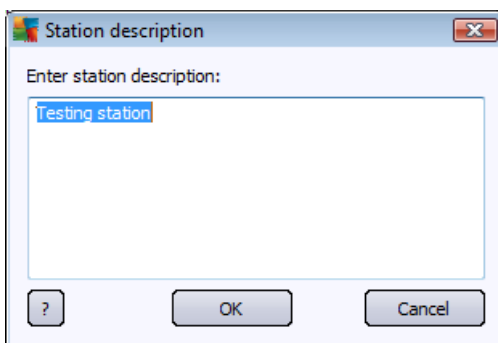 Station description
Enter station description:
Testing station
? OK Cancel